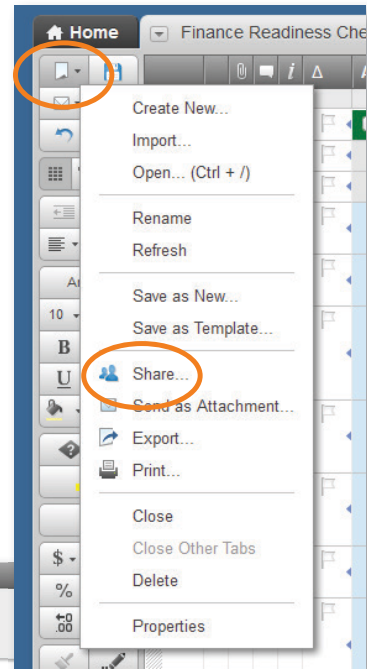 Home
Finance Readiness Che
i Δ
Create New...
Import...
Open... (Ctrl + /)
Rename
Refresh
Save as New...
Save as Template...
Share...
Send as Attachment...
Export...
Print...
Close
Close Other Tabs
Delete
Properties
10
B
U
$
%
.00